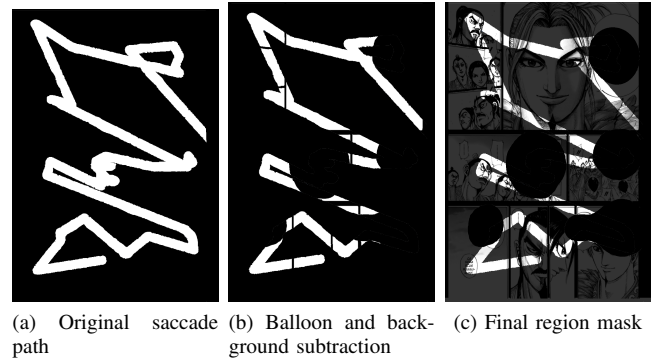 (a) Original saccade
path
(b) Balloon and back-
ground subtraction
(c) Final region mask